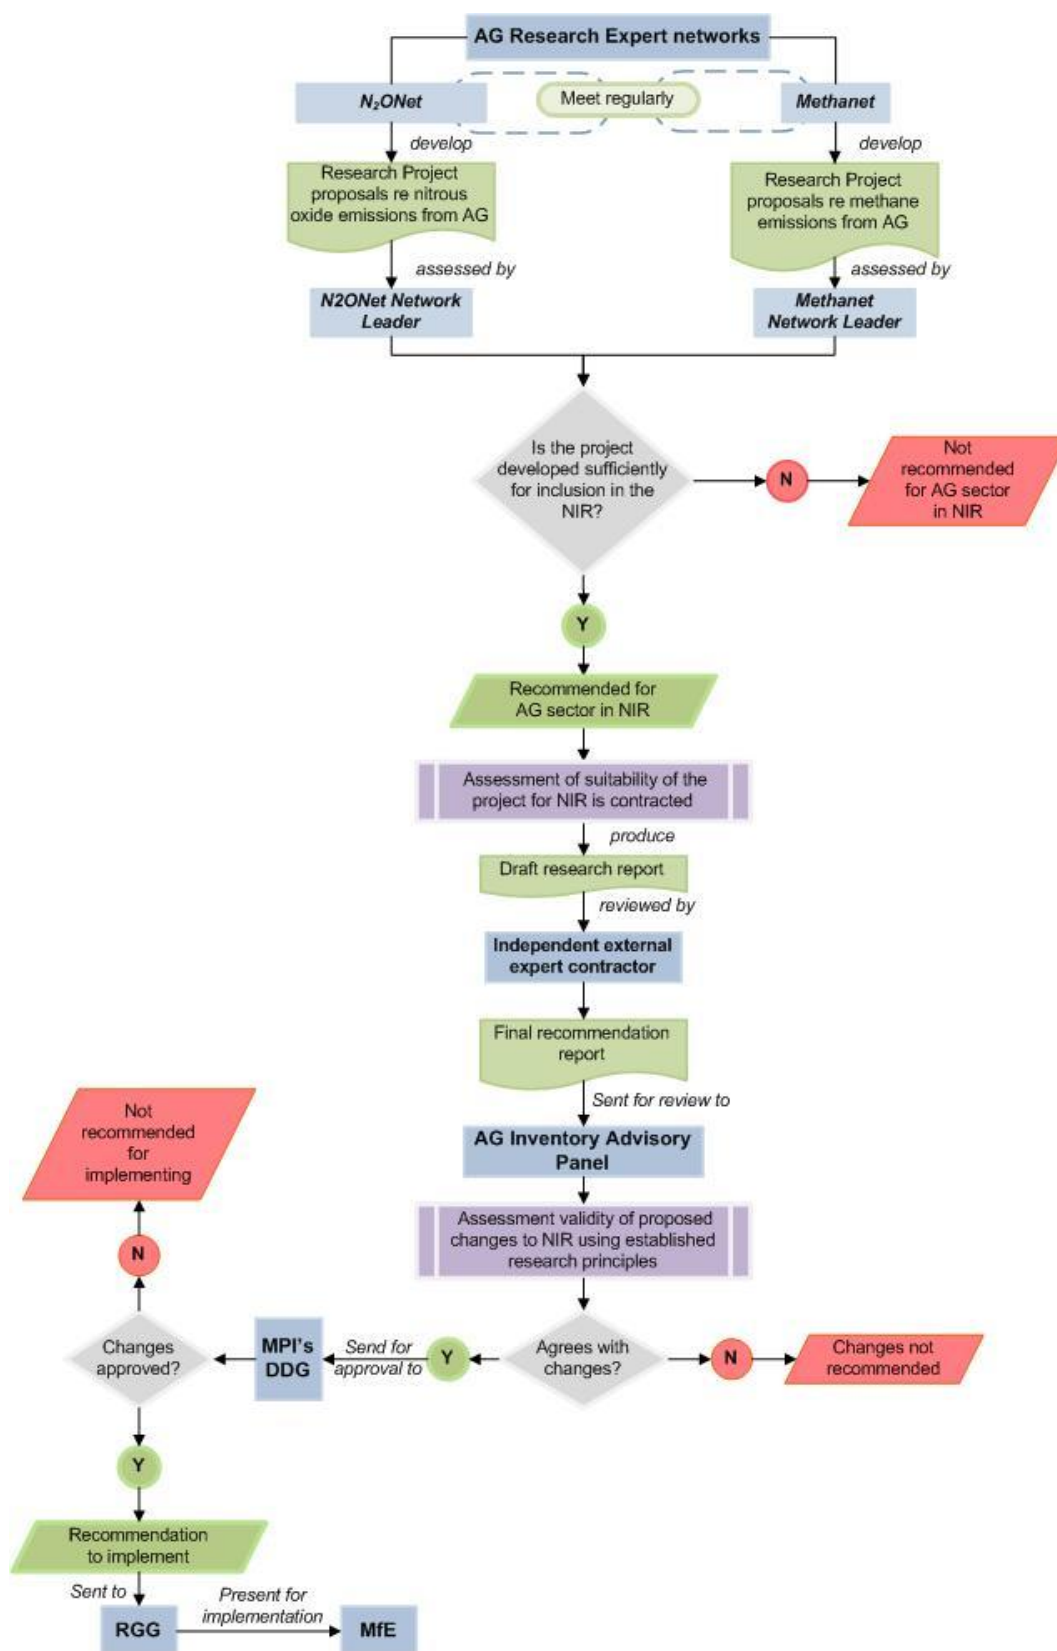 AG Research Expert networks
N₂ONet
Meet regularly
Methanet
develop
develop
Research Project
proposals re nitrous
oxide emissions from AG
Research Project
proposals re methane
emissions from AG
assessed by
assessed by
N2ONet Network
Leader
Methanet
Network Leader
Is the project
developed sufficiently
for inclusion in the
NIR?
N
Not
recommended
for AG sector
in NIR
Y
Recommended for
AG sector in NIR
Assessment of suitability of the
project for NIR is contracted
produce
Draft research report
reviewed by
Independent external
expert contractor
Final recommendation
report
Sent for review to
AG Inventory Advisory
Panel
Assessment validity of proposed
changes to NIR using established
research principles
Agrees with
changes?
N
Changes not
recommended
Y
Send for
approval to
MPI's
DDG
Changes
approved?
N
Not
recommended
for
implementing
Y
Recommendation
to implement
Sent to
RGG
Present for
implementation
MfE